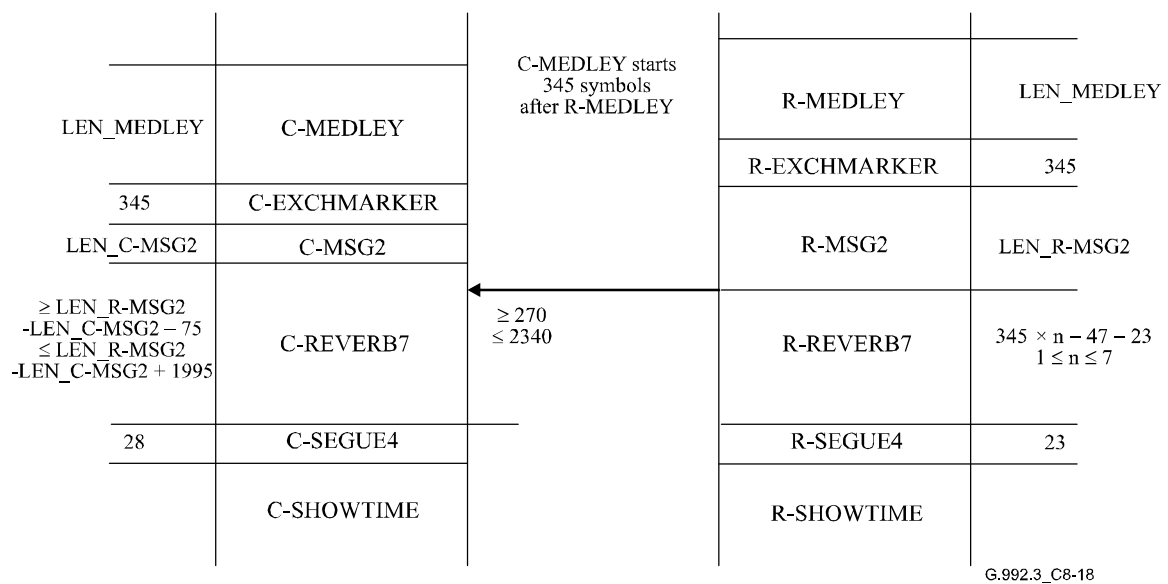 C-MEDLEY starts
345 symbols
after R-MEDLEY
LEN_MEDLEY
C-MEDLEY
R-MEDLEY
LEN_MEDLEY
R-EXCHMARKER
345
345
C-EXCHMARKER
LEN_C-MSG2
C-MSG2
R-MSG2
LEN_R-MSG2
≥ LEN_R-MSG2
-LEN_C-MSG2 – 75
≤ LEN_R-MSG2
-LEN_C-MSG2 + 1995
C-REVERB7
≥ 270
≤ 2340
R-REVERB7
345 × n – 47 – 23
1 ≤ n ≤ 7
28
C-SEGUE4
R-SEGUE4
23
C-SHOWTIME
R-SHOWTIME
G.992.3_C8-18